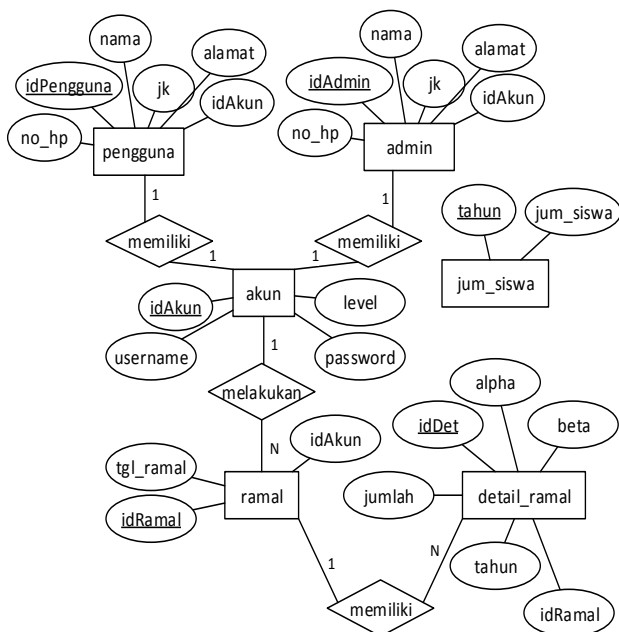 nama
alamat
idPengguna
jk
idAkun
no_hp
pengguna
nama
alamat
idAdmin
jk
idAkun
no_hp
admin
1
1
memiliki
memiliki
1
1
tahun
jum_siswa
jum_siswa
akun
idAkun
level
username
password
1
melakukan
N
tgl_ramal
idAkun
idRamal
ramal
alpha
idDet
beta
jumlah
detail_ramal
tahun
idRamal
1
N
memiliki